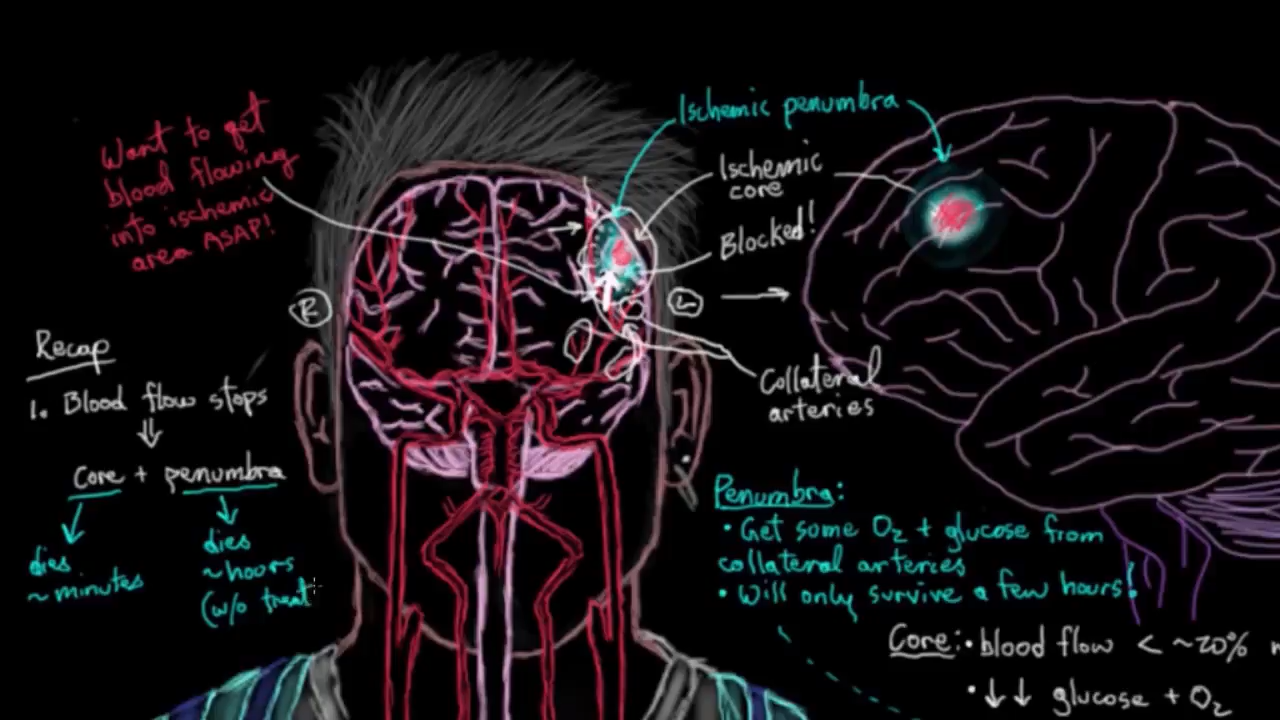 Want to get
blood flowing
into ischemic
area ASAP!
Ischemic penumbra
Ischemic
core
Blocked!
R
L
Collateral
arteries
Recap
1. Blood flow stops
⇓
Core + penumbra
dies
~ minutes
dies
~hours
(w/o treat
Penumbra:
• Get some O₂ + glucose from
collateral arteries
• Will only survive a few hours!
Core: • blood flow < ~20%
• ↓↓ glucose + O₂